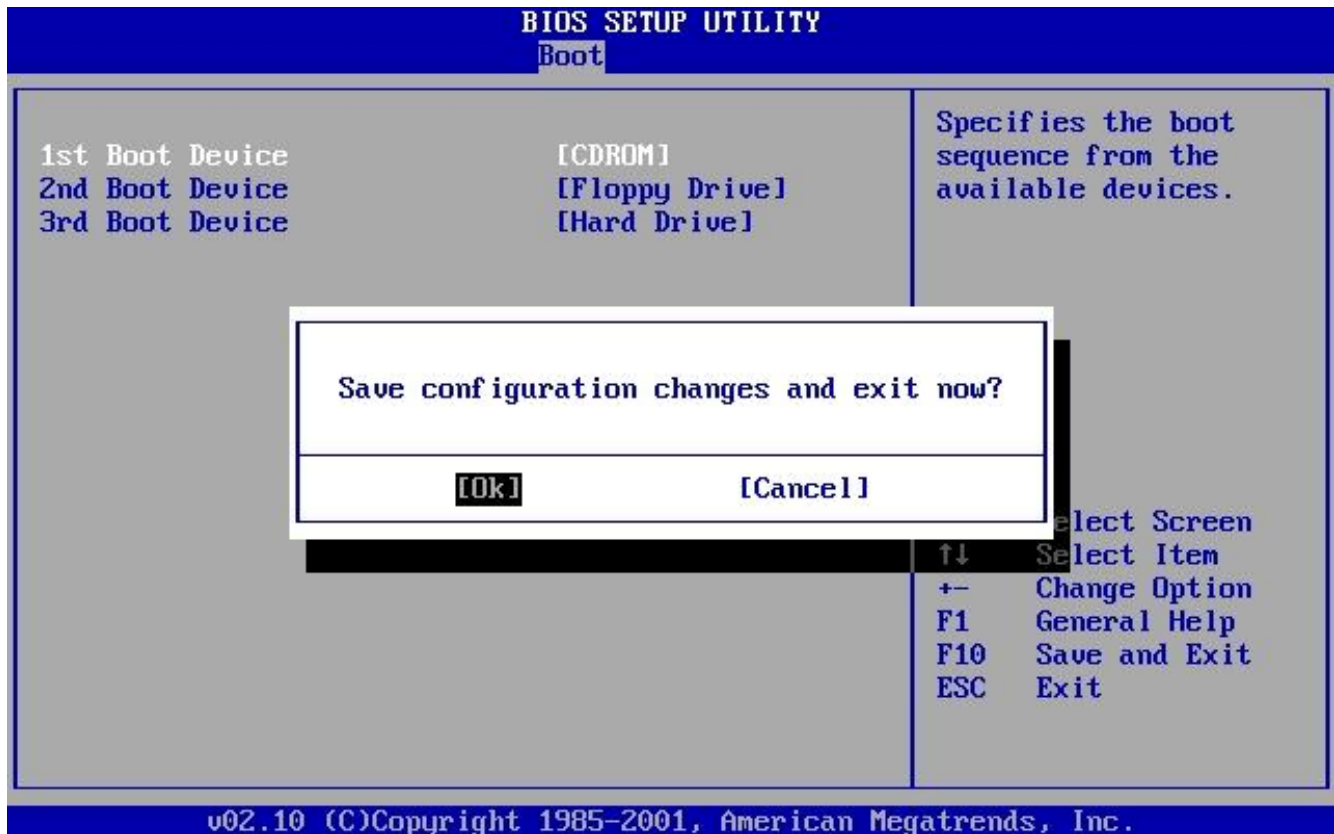 BIOS SETUP UTILITY
Boot
1st Boot Device [CDROM]
2nd Boot Device [Floppy Drive]
3rd Boot Device [Hard Drive]
Specifies the boot
sequence from the
available devices.
Save configuration changes and exit now?
[Ok] [Cancel]
elect Screen
↑↓ Select Item
+- Change Option
F1 General Help
F10 Save and Exit
ESC Exit
v02.10 (C)Copyright 1985-2001, American Megatrends, Inc.